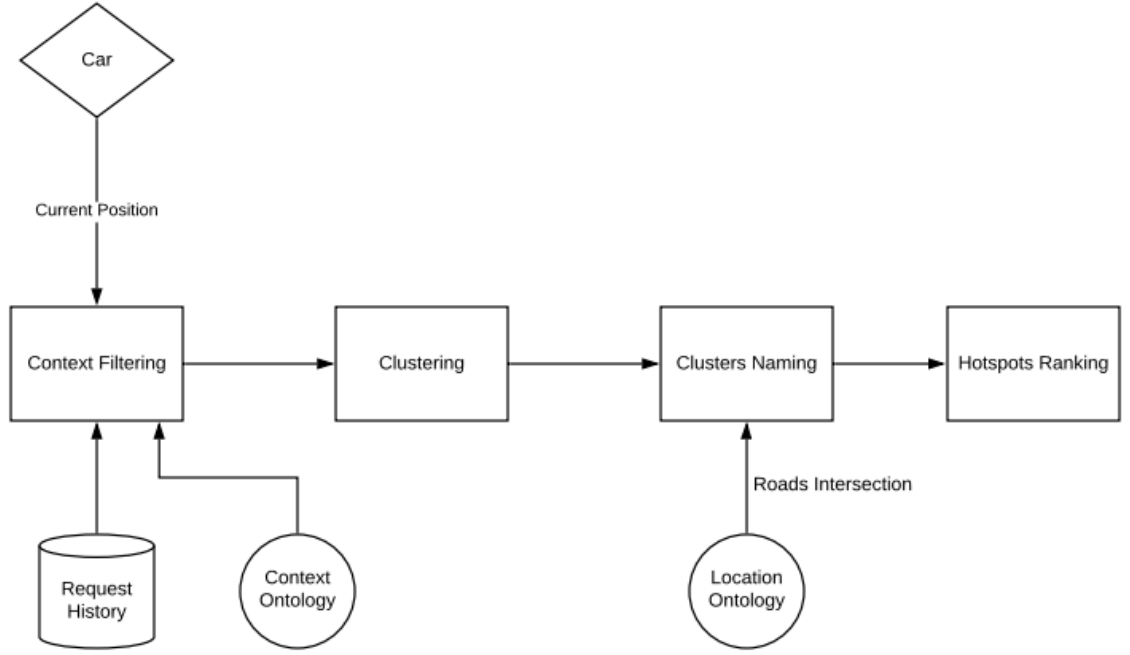 Car
Current Position
Context Filtering
Clustering
Clusters Naming
Hotspots Ranking
Roads Intersection
Request
History
Context
Ontology
Location
Ontology